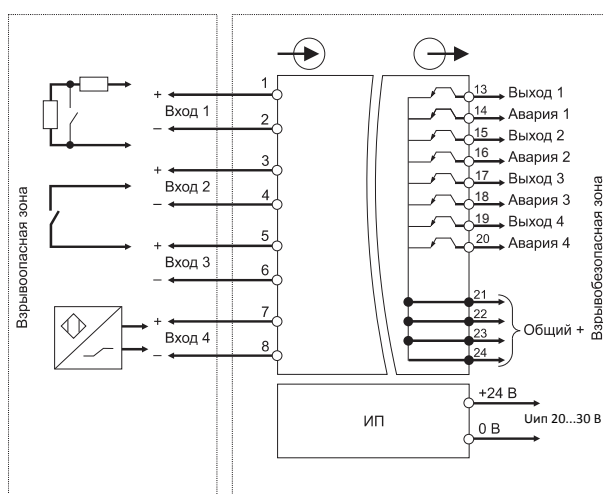 Взрывоопасная зона
+
Вход 1
–
+
Вход 2
–
+
Вход 3
–
+
Вход 4
–
1
2
3
4
5
6
7
8
13 Выход 1
14 Авария 1
15 Выход 2
16 Авария 2
17 Выход 3
18 Авария 3
19 Выход 4
20 Авария 4
21
22
23
24
Общий +
Взрывобезопасная зона
ИП
+24 В
0 В
Uип 20...30 В